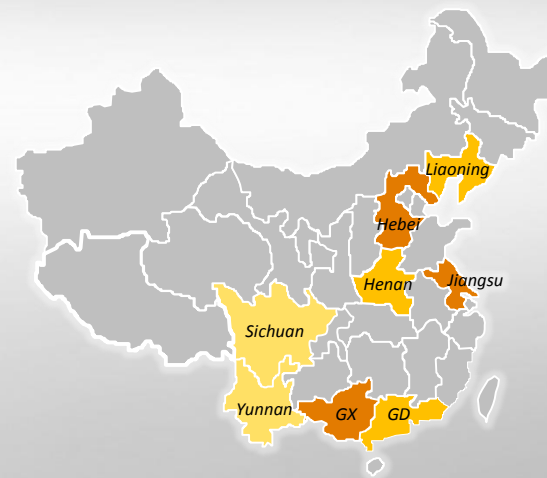 Liaoning
Hebei
Henan
Jiangsu
Sichuan
Yunnan
GX
GD